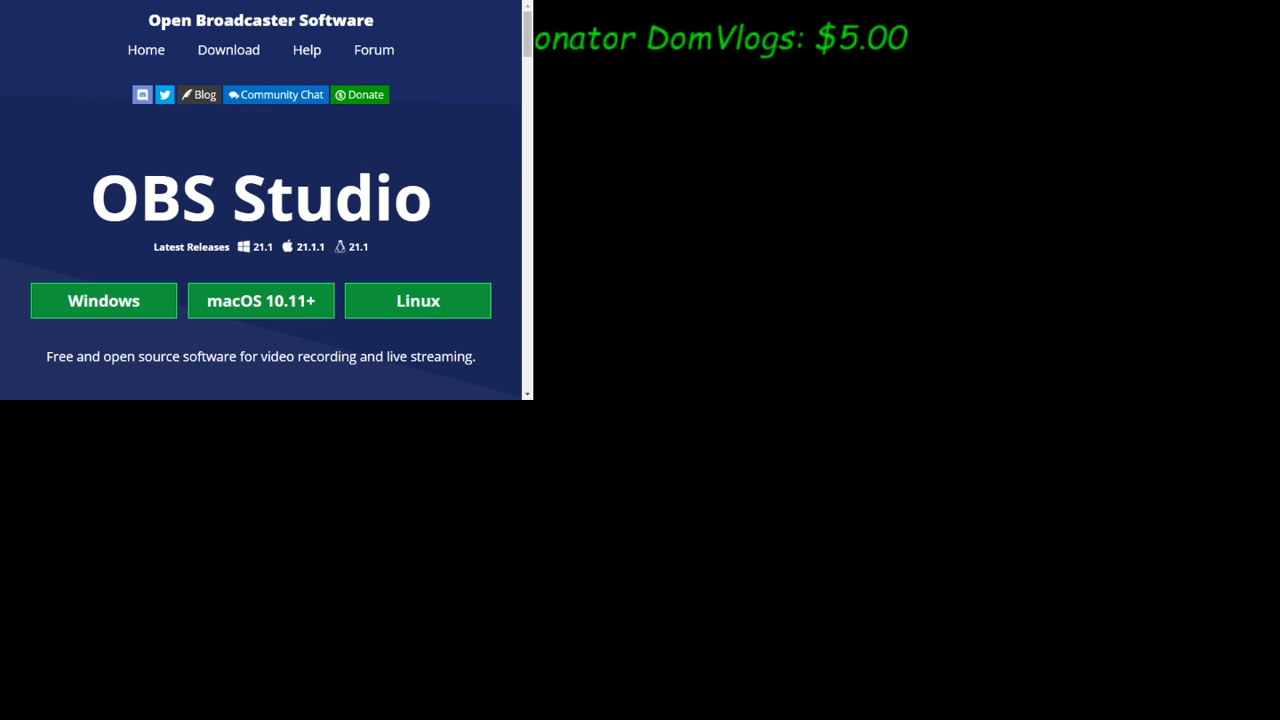 Open Broadcaster Software
onator DomVlogs: $5.00
Home Download Help Forum
Blog Community Chat Donate
OBS Studio
Latest Releases 21.1 21.1.1 21.1
Windows macOS 10.11+ Linux
Free and open source software for video recording and live streaming.